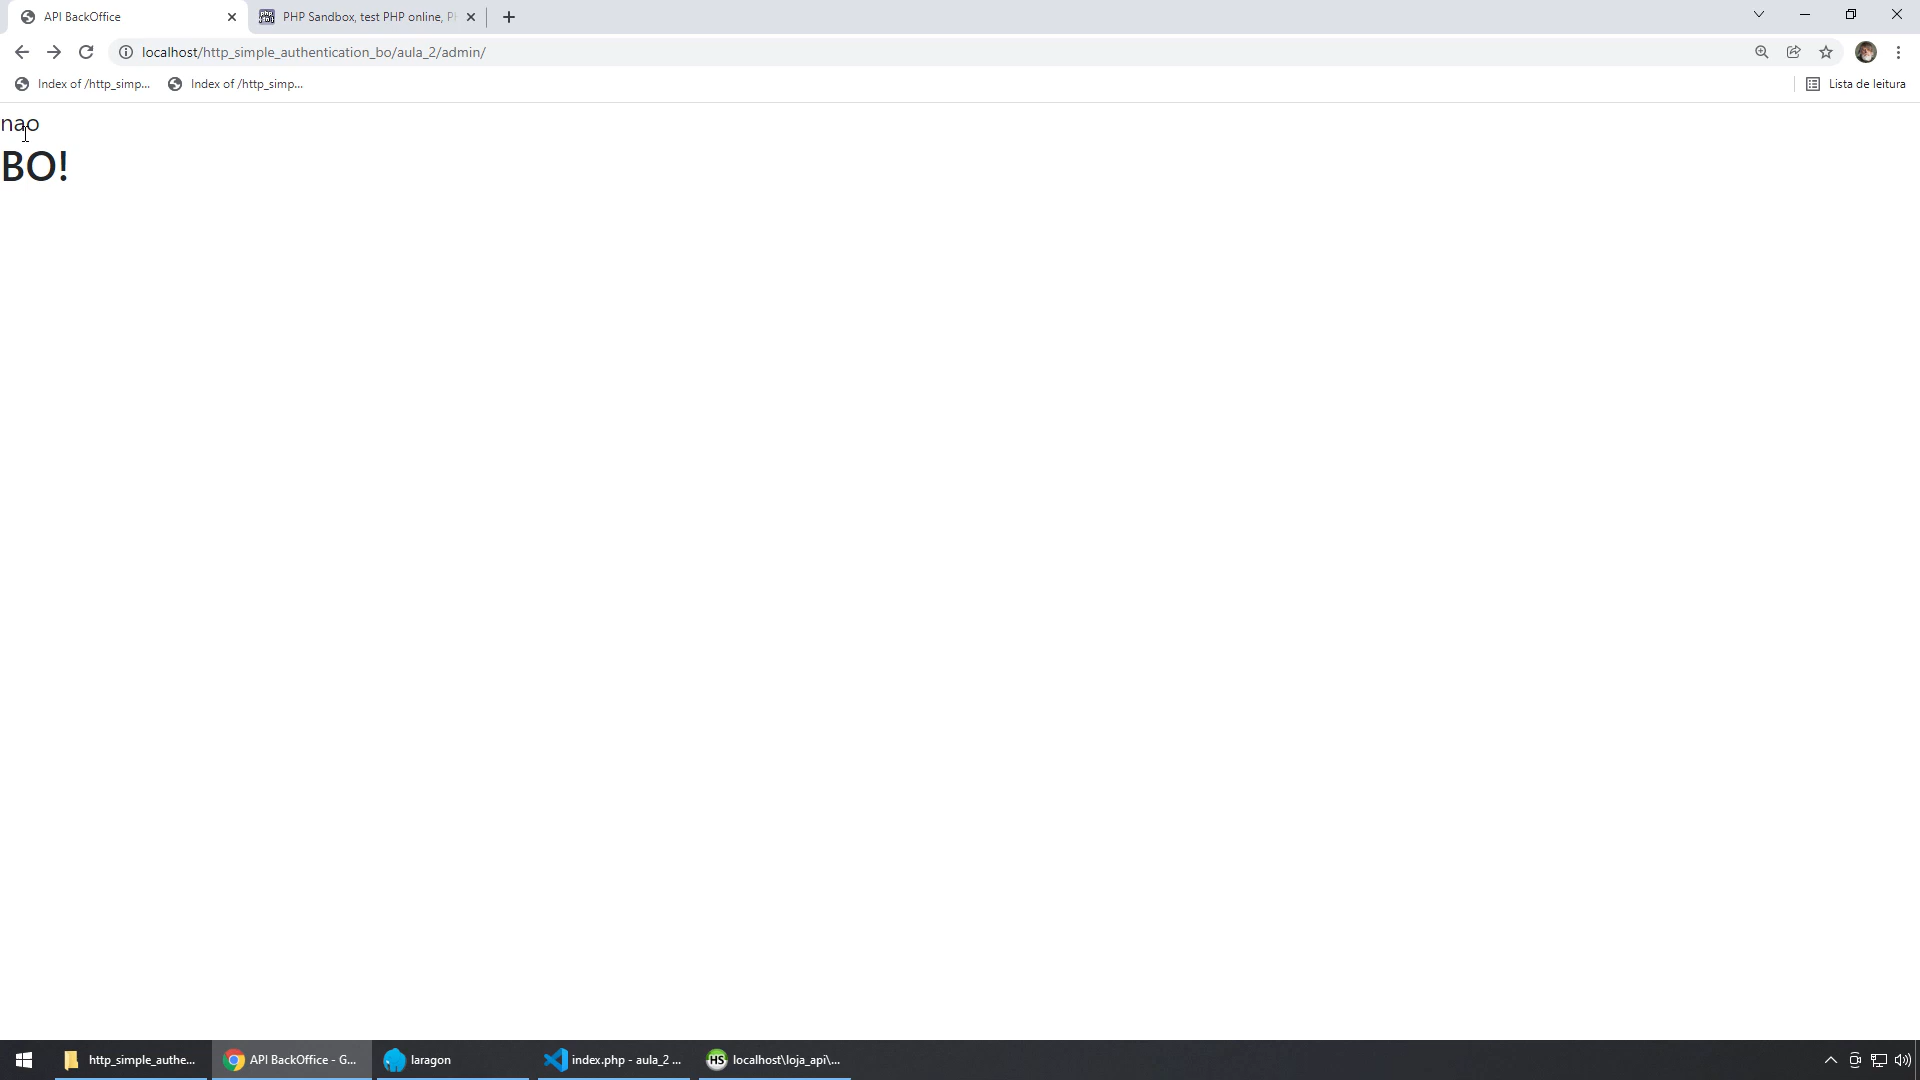 API BackOffice
PHP Sandbox, test PHP online, P
localhost/http_simple_authentication_bo/aula_2/admin/
Index of /http_simp...
Index of /http_simp...
Lista de leitura
nao
BO!
http_simple_authe...
API BackOffice - G...
laragon
index.php - aula_2 ...
HS
localhost\loja_api\...